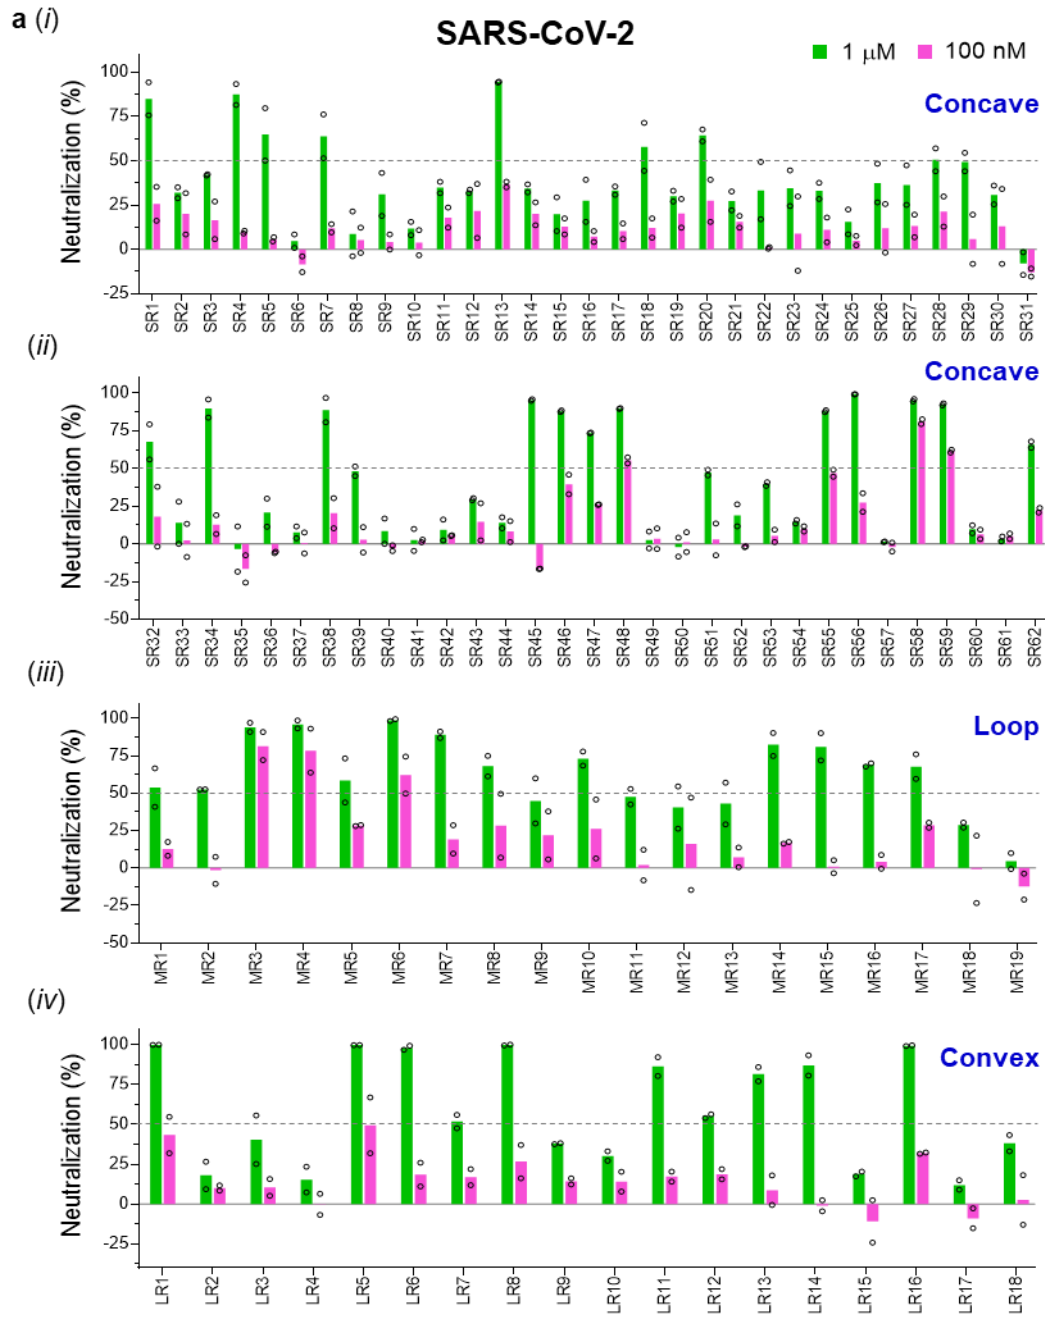 a (i)
SARS-CoV-2
1 μM 100 nM
Concave
Neutralization (%)
100
75
50
25
0
-25
SR1 SR2 SR3 SR4 SR5 SR6 SR7 SR8 SR9 SR10 SR11 SR12 SR13 SR14 SR15 SR16 SR17 SR18 SR19 SR20 SR21 SR22 SR23 SR24 SR25 SR26 SR27 SR28 SR29 SR30 SR31
(ii)
Concave
Neutralization (%)
100
75
50
25
0
-25
-50
SR32 SR33 SR34 SR35 SR36 SR37 SR38 SR39 SR40 SR41 SR42 SR43 SR44 SR45 SR46 SR47 SR48 SR49 SR50 SR51 SR52 SR53 SR54 SR55 SR56 SR57 SR58 SR59 SR60 SR61 SR62
(iii)
Loop
Neutralization (%)
100
75
50
25
0
-25
-50
MR1 MR2 MR3 MR4 MR5 MR6 MR7 MR8 MR9 MR10 MR11 MR12 MR13 MR14 MR15 MR16 MR17 MR18 MR19
(iv)
Convex
Neutralization (%)
100
75
50
25
0
-25
LR1 LR2 LR3 LR4 LR5 LR6 LR7 LR8 LR9 LR10 LR11 LR12 LR13 LR14 LR15 LR16 LR17 LR18